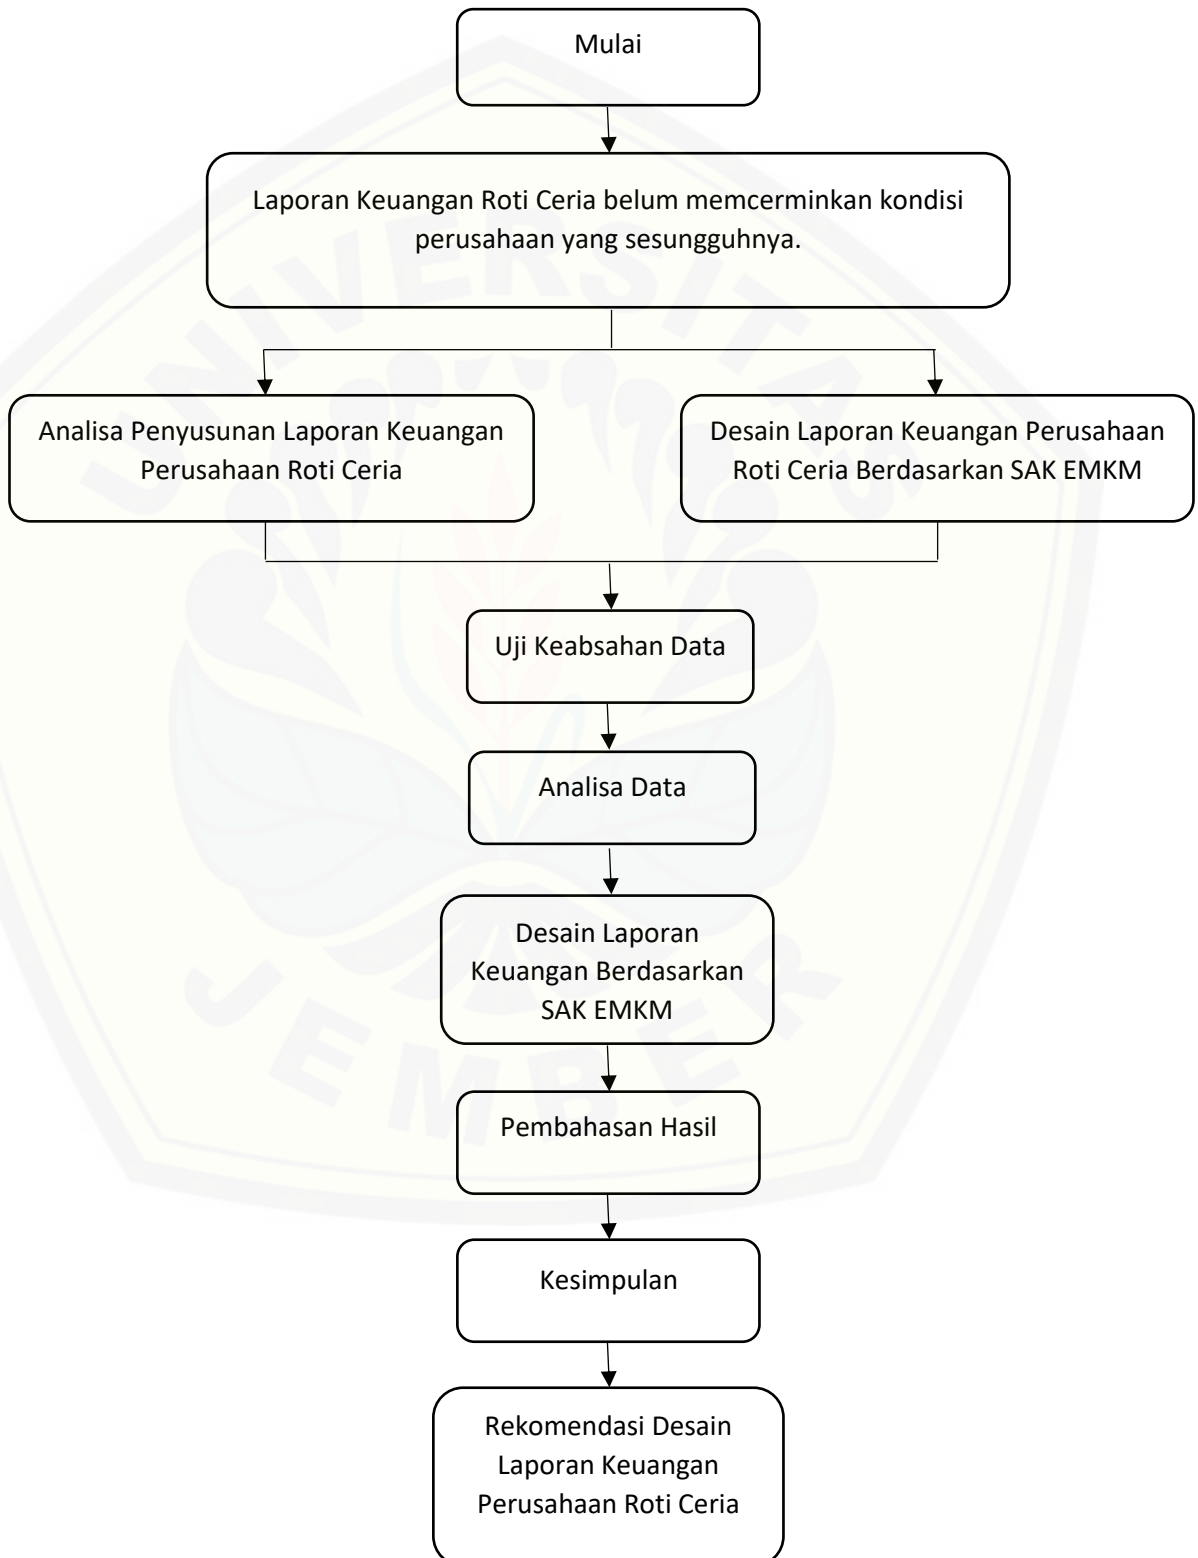 Mulai
Laporan Keuangan Roti Ceria belum memcerminkan kondisi
perusahaan yang sesungguhnya.
Analisa Penyusunan Laporan Keuangan
Perusahaan Roti Ceria
Desain Laporan Keuangan Perusahaan
Roti Ceria Berdasarkan SAK EMKM
Uji Keabsahan Data
Analisa Data
Desain Laporan
Keuangan Berdasarkan
SAK EMKM
Pembahasan Hasil
Kesimpulan
Rekomendasi Desain
Laporan Keuangan
Perusahaan Roti Ceria
UNIVERSITAS
JEMBER